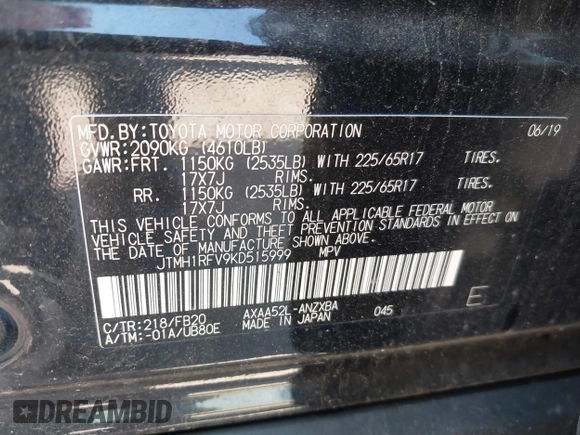 MFD. BY: TOYOTA MOTOR CORPORATION 06/19
GVWR: 2090KG (4610LB)
GAWR: FRT. 1150KG (2535LB) WITH 225/65R17 TIRES.
17X7J RIMS.
RR. 1150KG (2535LB) WITH 225/65R17 TIRES.
17X7J RIMS.
THIS VEHICLE CONFORMS TO ALL APPLICABLE FEDERAL MOTOR
VEHICLE SAFETY AND THEFT PREVENTION STANDARDS IN EFFECT ON
THE DATE OF MANUFACTURE SHOWN ABOVE.
JTMH1RFV9KD515999 MPV
C/TR: 218/FB20 AXAA52L-ANZXBA 045 E
A/TM: -01A/UB80E MADE IN JAPAN
DREAMBID